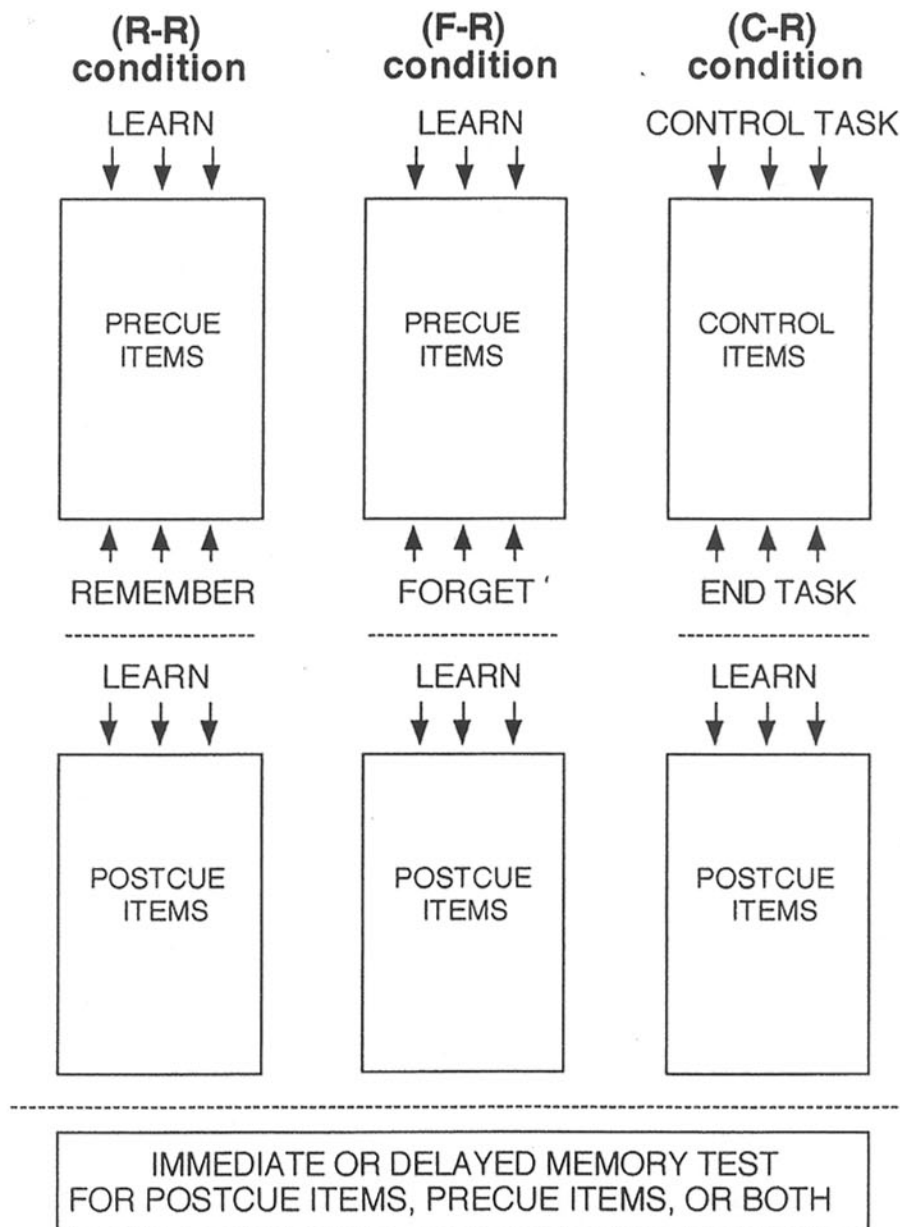 (R-R) condition
(F-R) condition
(C-R) condition
LEARN
LEARN
CONTROL TASK
PRECUE
ITEMS
PRECUE
ITEMS
CONTROL
ITEMS
REMEMBER
FORGET
END TASK
LEARN
LEARN
LEARN
POSTCUE
ITEMS
POSTCUE
ITEMS
POSTCUE
ITEMS
IMMEDIATE OR DELAYED MEMORY TEST
FOR POSTCUE ITEMS, PRECUE ITEMS, OR BOTH